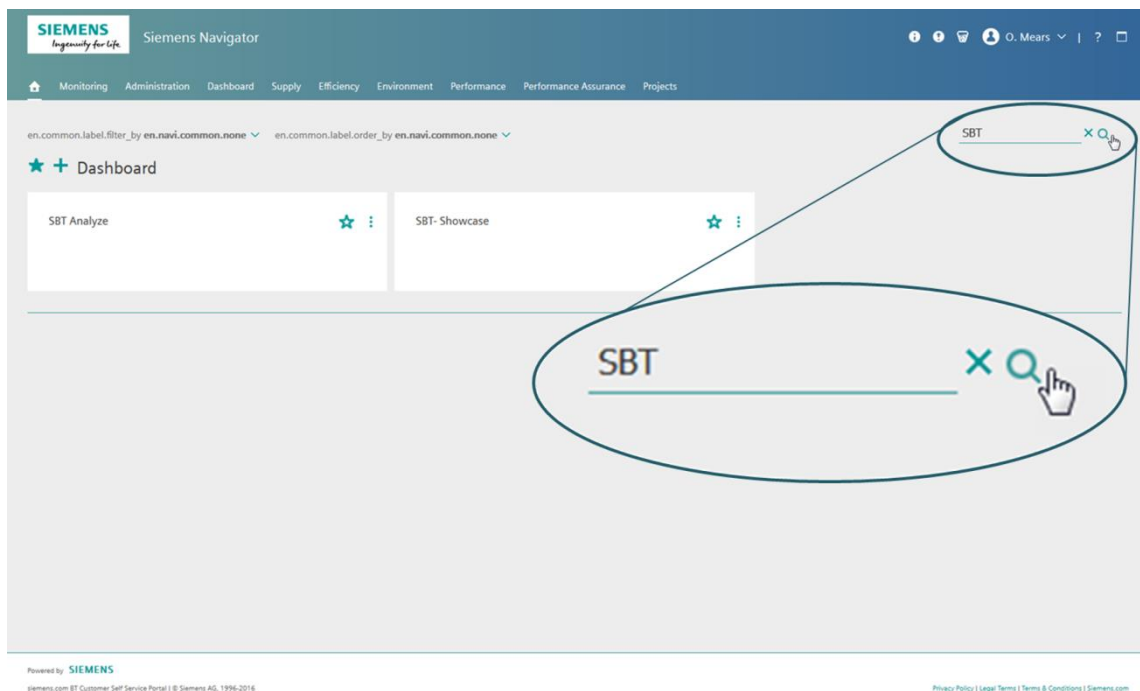 SIEMENS
Ingenuity for Life
Siemens Navigator
O. Mears | ?
Monitoring Administration Dashboard Supply Efficiency Environment Performance Performance Assurance Projects
en.common.label.filter_by en.navi.common.none en.common.label.order_by en.navi.common.none
SBT
Dashboard
SBT Analyze
SBT- Showcase
SBT
Powered by SIEMENS
siemens.com BT Customer Self Service Portal | © Siemens AG, 1996-2016
Privacy Policy | Legal Terms | Terms & Conditions | Siemens.com